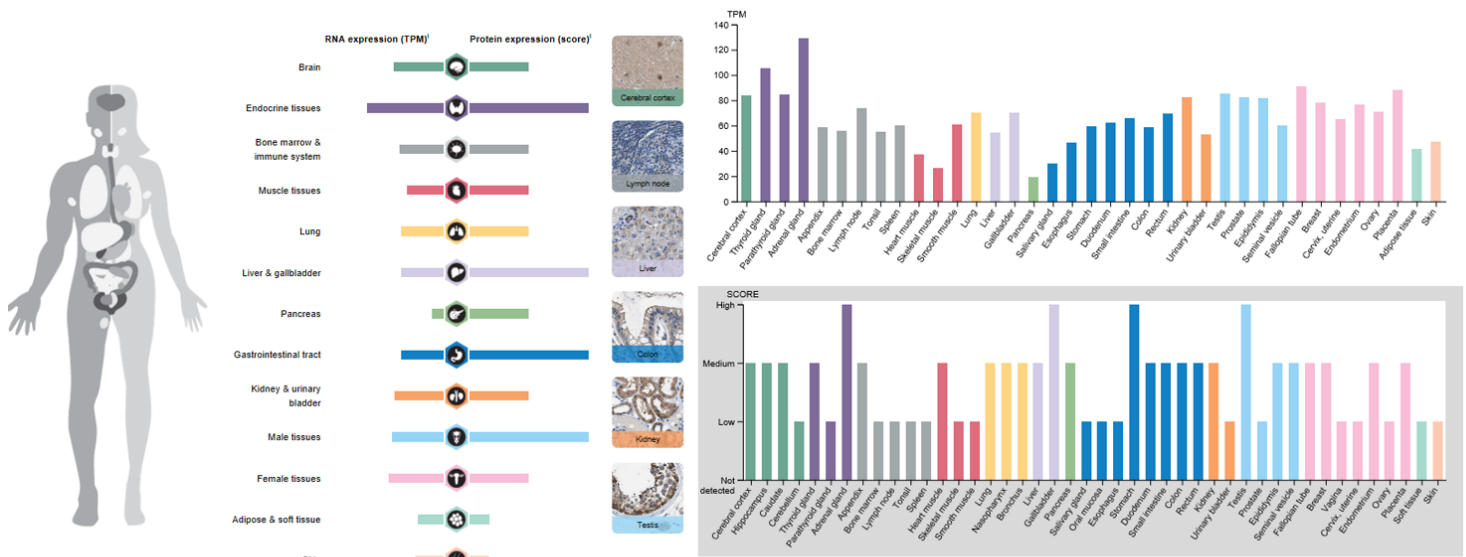 RNA expression (TPM)ⁱ
Protein expression (score)ⁱ
Brain
Endocrine tissues
Bone marrow &
immune system
Muscle tissues
Lung
Liver & gallbladder
Pancreas
Gastrointestinal tract
Kidney & urinary
bladder
Male tissues
Female tissues
Adipose & soft tissue
Cerebral cortex
Lymph node
Liver
Colon
Kidney
Testis
TPM
140
120
100
80
60
40
20
0
Cerebral cortex
Thyroid gland
Parathyroid gland
Adrenal gland
Appendix
Bone marrow
Lymph node
Tonsil
Spleen
Heart muscle
Skeletal muscle
Smooth muscle
Lung
Liver
Gallbladder
Pancreas
Salivary gland
Esophagus
Stomach
Duodenum
Small intestine
Colon
Rectum
Kidney
Urinary bladder
Testis
Prostate
Epididymis
Seminal vesicle
Fallopian tube
Breast
Cervix, uterine
Endometrium
Ovary
Placenta
Adipose tissue
Skin
SCORE
High
Medium
Low
Not
detected
Cerebral cortex
Hippocampus
Caudate
Cerebellum
Thyroid gland
Parathyroid gland
Adrenal gland
Appendix
Bone marrow
Lymph node
Tonsil
Spleen
Heart muscle
Skeletal muscle
Smooth muscle
Lung
Nasopharynx
Bronchus
Liver
Gallbladder
Pancreas
Salivary gland
Oral mucosa
Esophagus
Stomach
Duodenum
Small intestine
Colon
Rectum
Kidney
Urinary bladder
Testis
Prostate
Epididymis
Seminal vesicle
Fallopian tube
Breast
Vagina
Cervix, uterine
Endometrium
Ovary
Placenta
Soft tissue
Skin